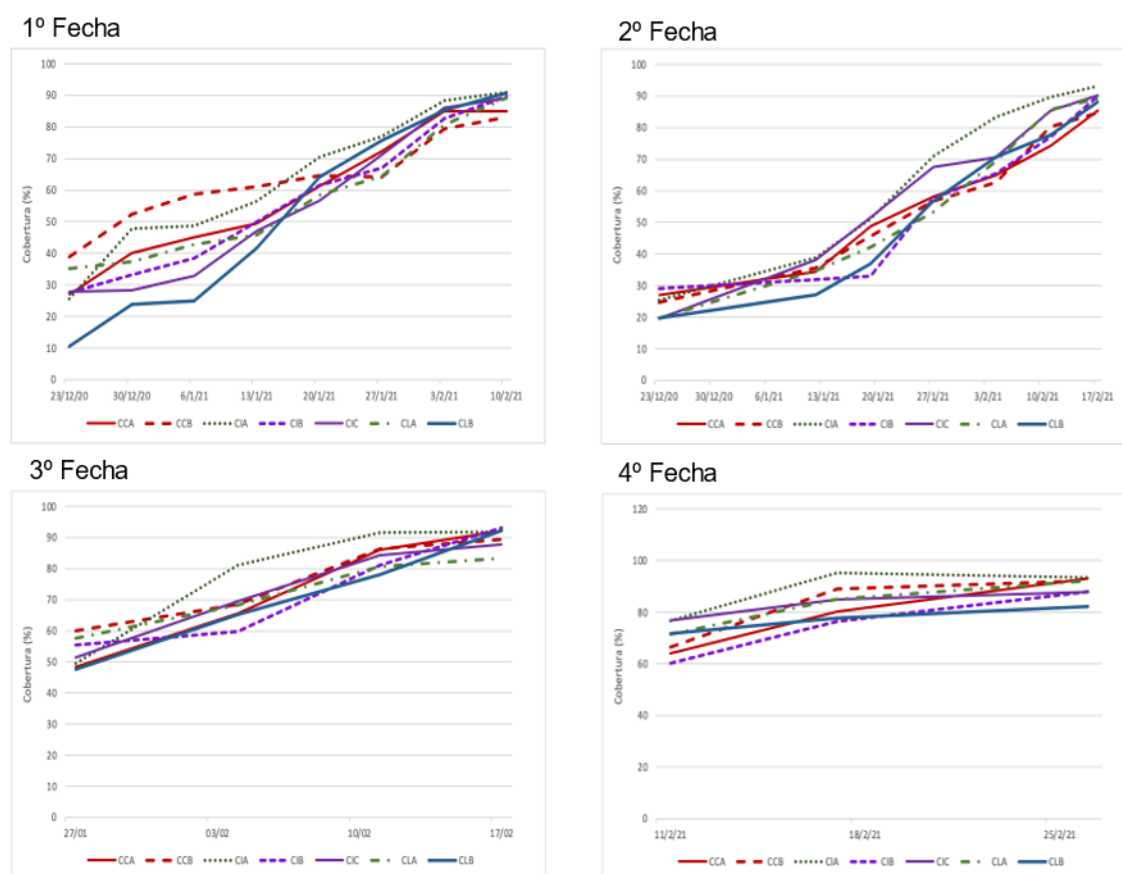 1º Fecha
Cobertura (%)
100
90
80
70
60
50
40
30
20
10
0
23/12/20 30/12/20 6/1/21 13/1/21 20/1/21 27/1/21 3/2/21 10/2/21
CCA CCB CIA CIB CIC CLA CLB
2º Fecha
Cobertura (%)
100
90
80
70
60
50
40
30
20
10
0
23/12/20 30/12/20 6/1/21 13/1/21 20/1/21 27/1/21 3/2/21 10/2/21 17/2/21
CCA CCB CIA CIB CIC CLA CLB
3º Fecha
Cobertura (%)
100
90
80
70
60
50
40
30
20
10
0
27/01 03/02 10/02 17/02
CCA CCB CIA CIB CIC CLA CLB
4º Fecha
Cobertura (%)
120
100
80
60
40
20
0
11/2/21 18/2/21 25/2/21
CCA CCB CIA CIB CIC CLA CLB